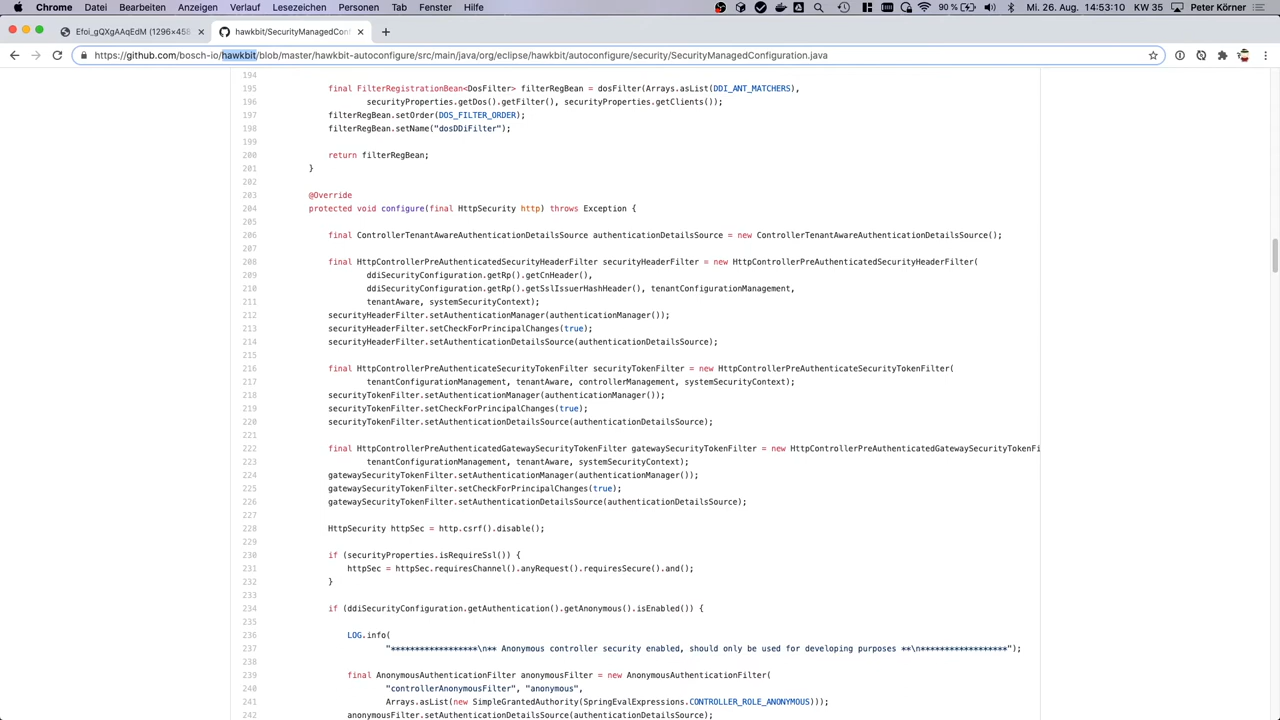 Chrome Datei Bearbeiten Anzeigen Verlauf Lesezeichen Personen Tab Fenster Hilfe Mo. 26. Aug. 14:53:10 KW 35 Peter Körner
Efoi_gQXgAAqEdM (1296×458 hawkbit/SecurityManagedConf
https://github.com/bosch-io/hawkbit/blob/master/hawkbit-autoconfigure/src/main/java/org/eclipse/hawkbit/autoconfigure/security/SecurityManagedConfiguration.java
194
195 final FilterRegistrationBean<DosFilter> filterRegBean = dosFilter(Arrays.asList(DDI_ANT_MATCHERS),
196 securityProperties.getDos().getFilter(), securityProperties.getClients());
197 filterRegBean.setOrder(DOS_FILTER_ORDER);
198 filterRegBean.setName("dosDDiFilter");
199
200 return filterRegBean;
201 }
202
203 @Override
204 protected void configure(final HttpSecurity http) throws Exception {
205
206 final ControllerTenantAwareAuthenticationDetailsSource authenticationDetailsSource = new ControllerTenantAwareAuthenticationDetailsSource();
207
208 final HttpControllerPreAuthenticatedSecurityHeaderFilter securityHeaderFilter = new HttpControllerPreAuthenticatedSecurityHeaderFilter(
209 ddiSecurityConfiguration.getRp().getCnHeader(),
210 ddiSecurityConfiguration.getRp().getSslIssuerHashHeader(), tenantConfigurationManagement,
211 tenantAware, systemSecurityContext);
212 securityHeaderFilter.setAuthenticationManager(authenticationManager());
213 securityHeaderFilter.setCheckForPrincipalChanges(true);
214 securityHeaderFilter.setAuthenticationDetailsSource(authenticationDetailsSource);
215
216 final HttpControllerPreAuthenticateSecurityTokenFilter securityTokenFilter = new HttpControllerPreAuthenticateSecurityTokenFilter(
217 tenantConfigurationManagement, tenantAware, controllerManagement, systemSecurityContext);
218 securityTokenFilter.setAuthenticationManager(authenticationManager());
219 securityTokenFilter.setCheckForPrincipalChanges(true);
220 securityTokenFilter.setAuthenticationDetailsSource(authenticationDetailsSource);
221
222 final HttpControllerPreAuthenticatedGatewaySecurityTokenFilter gatewaySecurityTokenFilter = new HttpControllerPreAuthenticatedGatewaySecurityTokenFi
223 tenantConfigurationManagement, tenantAware, systemSecurityContext);
224 gatewaySecurityTokenFilter.setAuthenticationManager(authenticationManager());
225 gatewaySecurityTokenFilter.setCheckForPrincipalChanges(true);
226 gatewaySecurityTokenFilter.setAuthenticationDetailsSource(authenticationDetailsSource);
227
228 HttpSecurity httpSec = http.csrf().disable();
229
230 if (securityProperties.isRequireSsl()) {
231 httpSec = httpSec.requiresChannel().anyRequest().requiresSecure().and();
232 }
233
234 if (ddiSecurityConfiguration.getAuthentication().getAnonymous().isEnabled()) {
235
236 LOG.info(
237 "******************\n** Anonymous controller security enabled, should only be used for developing purposes **\n******************");
238
239 final AnonymousAuthenticationFilter anonymousFilter = new AnonymousAuthenticationFilter(
240 "controllerAnonymousFilter", "anonymous",
241 Arrays.asList(new SimpleGrantedAuthority(SpringEvalExpressions.CONTROLLER_ROLE_ANONYMOUS)));
242 anonymousFilter.setAuthenticationDetailsSource(authenticationDetailsSource);